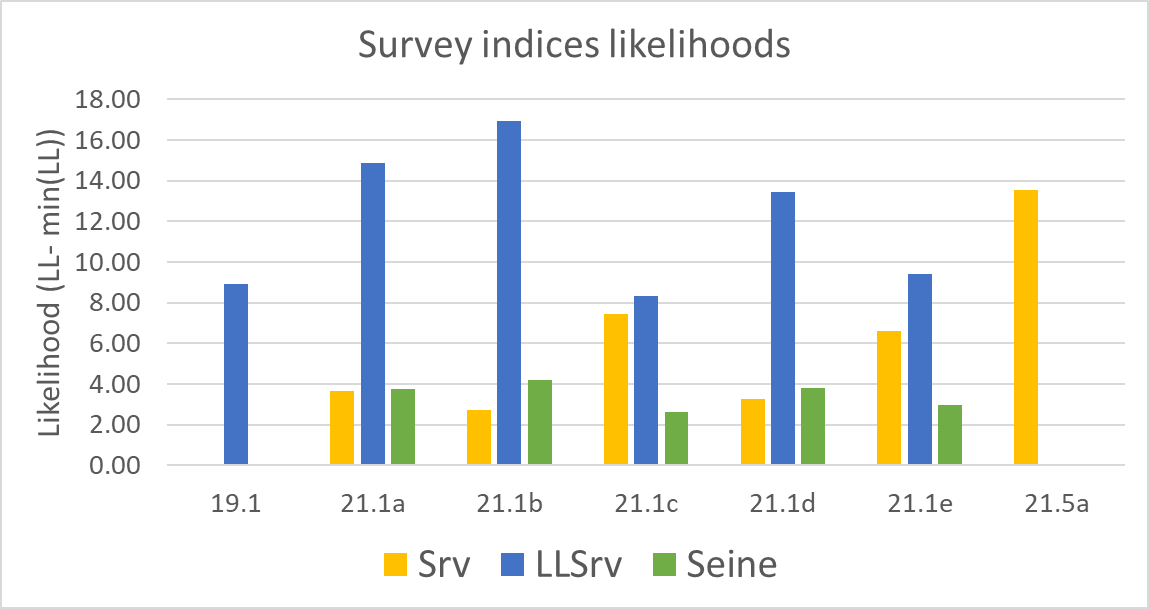 Survey indices likelihoods
Likelihood (LL- min(LL))
18.00
16.00
14.00
12.00
10.00
8.00
6.00
4.00
2.00
0.00
19.1 21.1a 21.1b 21.1c 21.1d 21.1e 21.5a
Srv LLSrv Seine